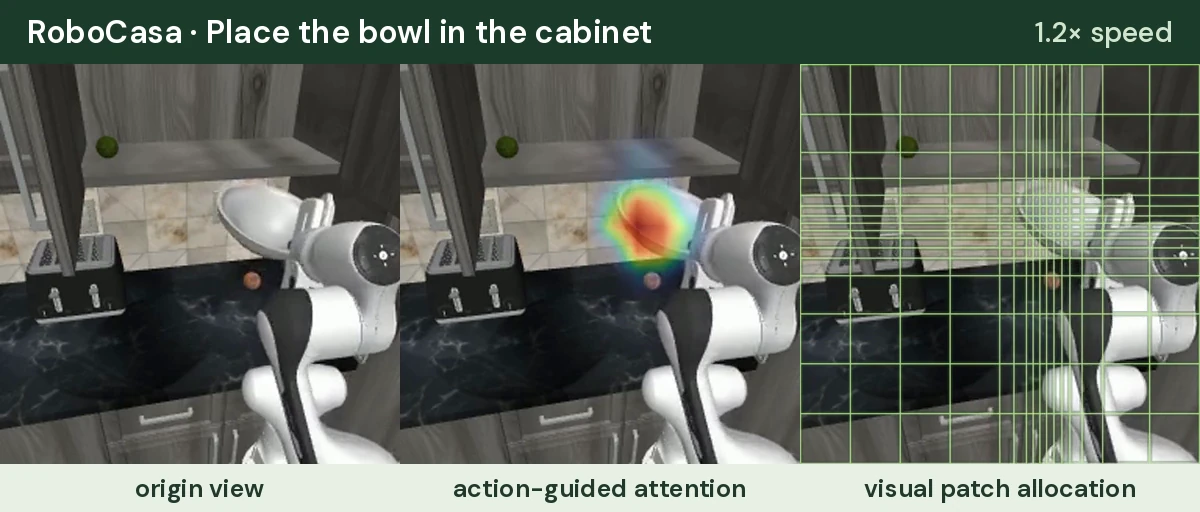 RoboCasa · Place the bowl in the cabinet
1.2× speed
origin view
action-guided attention
visual patch allocation